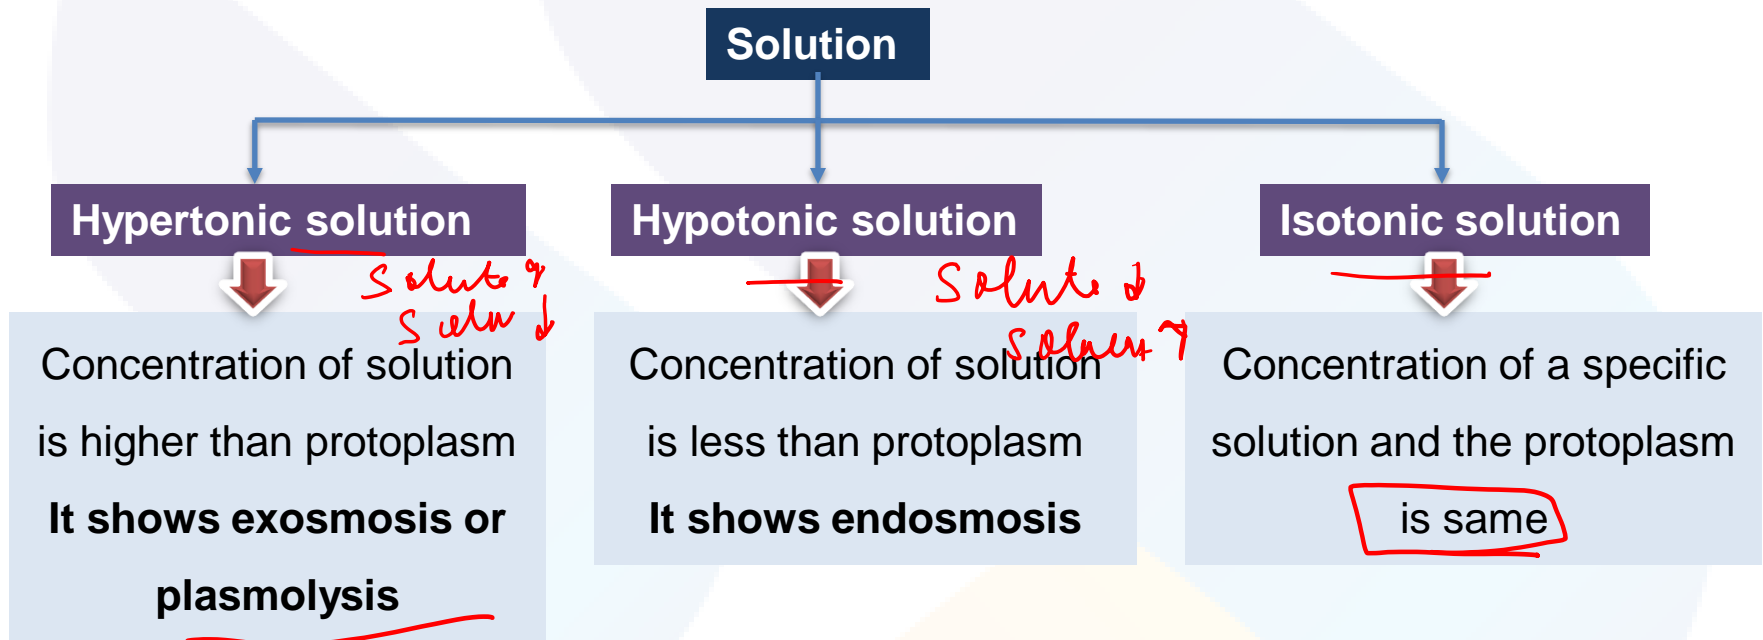 Solution
Hypertonic solution
Solute ↑
↓
Concentration of solution
is higher than protoplasm
It shows exosmosis or
plasmolysis
Hypotonic solution
Solute ↓
Solvent ↑
Concentration of solution
is less than protoplasm
It shows endosmosis
Isotonic solution
Concentration of a specific
solution and the protoplasm
is same